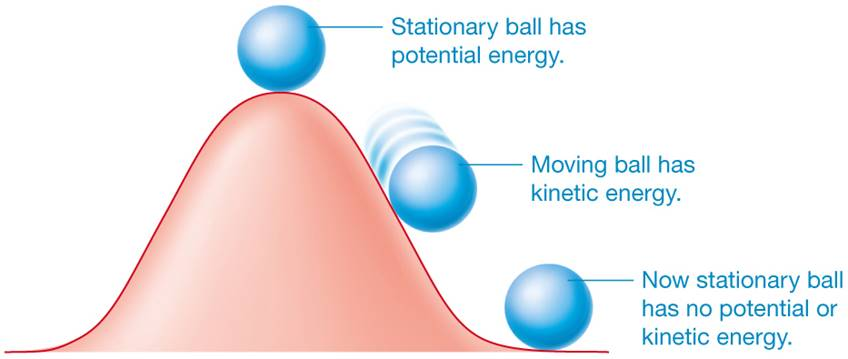 Stationary ball has
potential energy.
Moving ball has
kinetic energy.
Now stationary ball
has no potential or
kinetic energy.